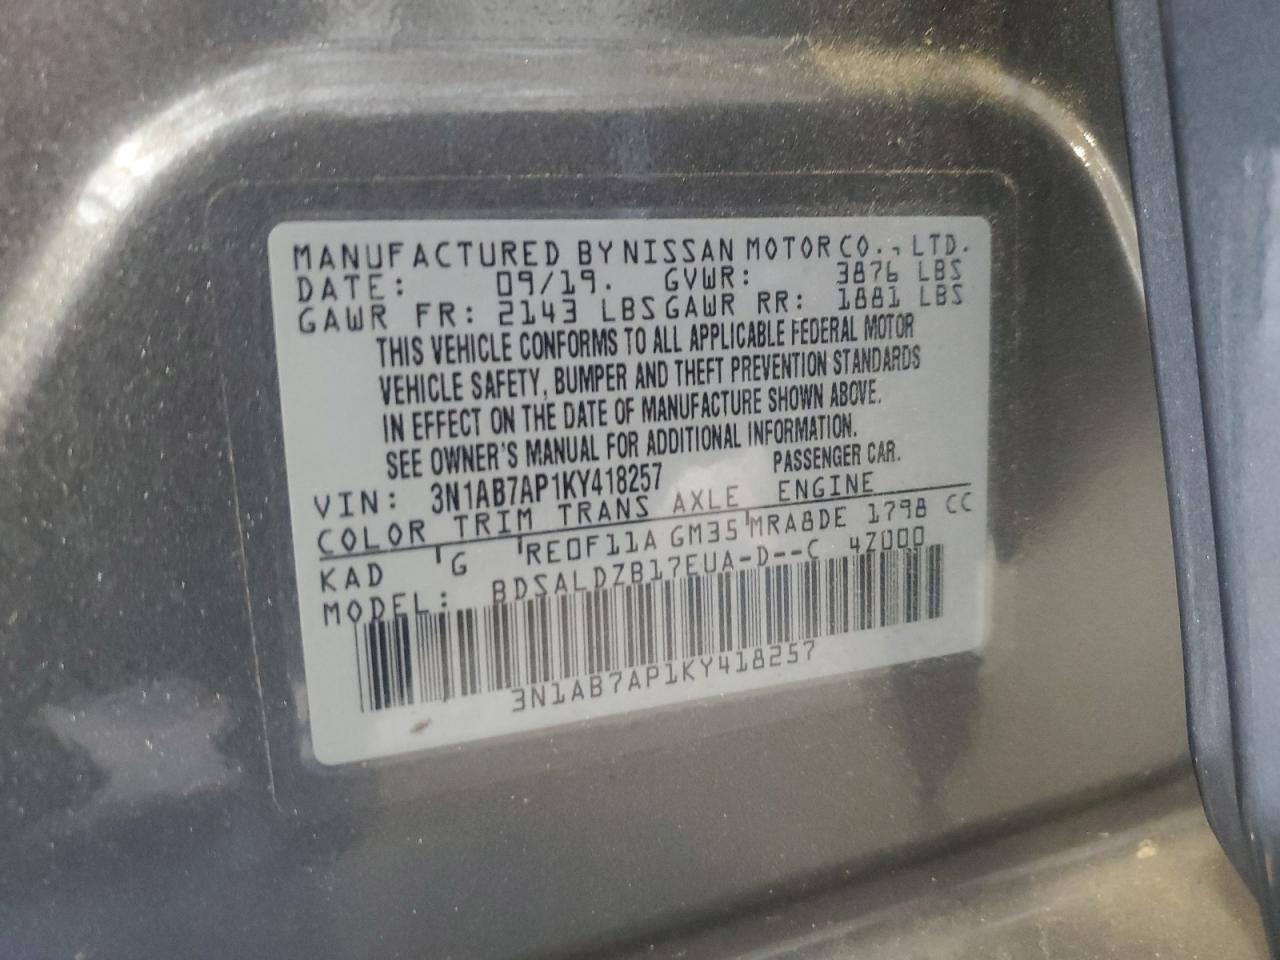 MANUFACTURED BY NISSAN MOTOR CO., LTD.
DATE: 09/19. GVWR: 3876 LBS
GAWR FR: 2143 LBS GAWR RR: 1881 LBS
THIS VEHICLE CONFORMS TO ALL APPLICABLE FEDERAL MOTOR
VEHICLE SAFETY, BUMPER AND THEFT PREVENTION STANDARDS
IN EFFECT ON THE DATE OF MANUFACTURE SHOWN ABOVE.
SEE OWNER'S MANUAL FOR ADDITIONAL INFORMATION.
VIN: 3N1AB7AP1KY418257 PASSENGER CAR.
COLOR TRIM TRANS AXLE ENGINE
KAD G RE0F11A GM35 MRA8DE 1798 CC
MODEL: BDSALDZB17EUA-D--C 4Z000
3N1AB7AP1KY418257